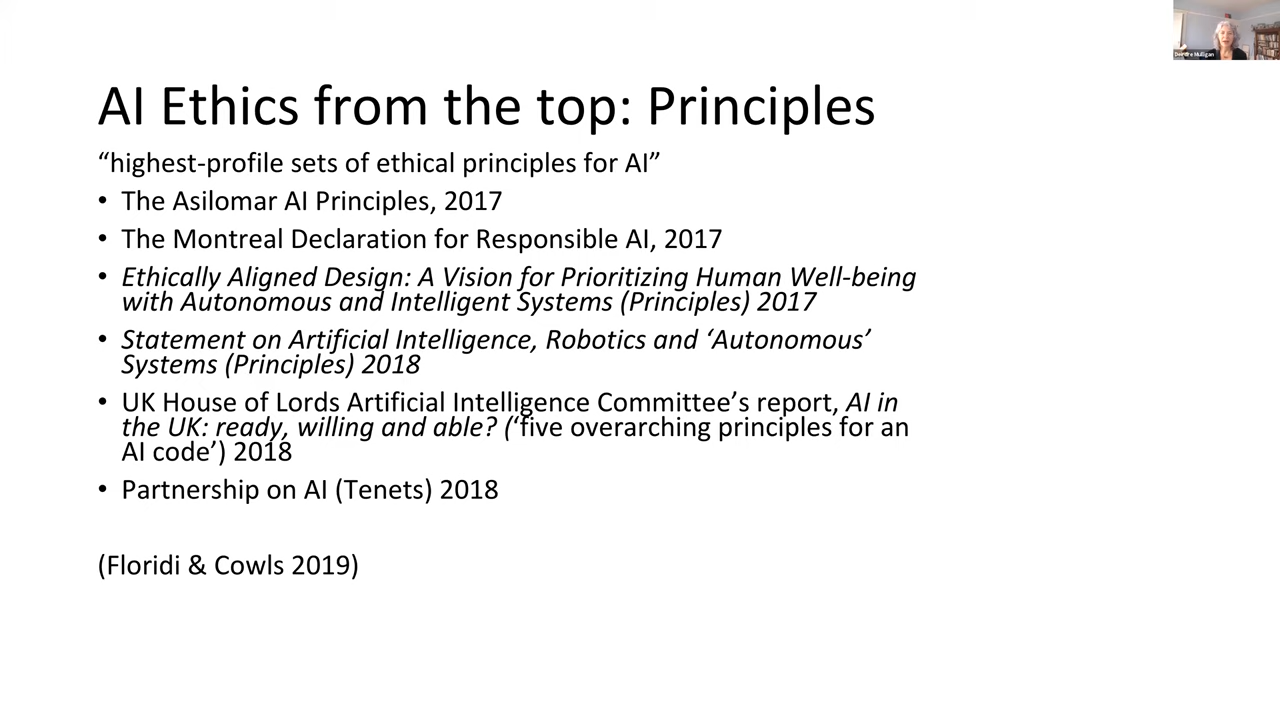 AI Ethics from the top: Principles
“highest-profile sets of ethical principles for AI”
• The Asilomar AI Principles, 2017
• The Montreal Declaration for Responsible AI, 2017
• Ethically Aligned Design: A Vision for Prioritizing Human Well-being
with Autonomous and Intelligent Systems (Principles) 2017
• Statement on Artificial Intelligence, Robotics and ‘Autonomous’
Systems (Principles) 2018
• UK House of Lords Artificial Intelligence Committee’s report, AI in
the UK: ready, willing and able? (‘five overarching principles for an
AI code’) 2018
• Partnership on AI (Tenets) 2018
(Floridi & Cowls 2019)
Deirdre Mulligan